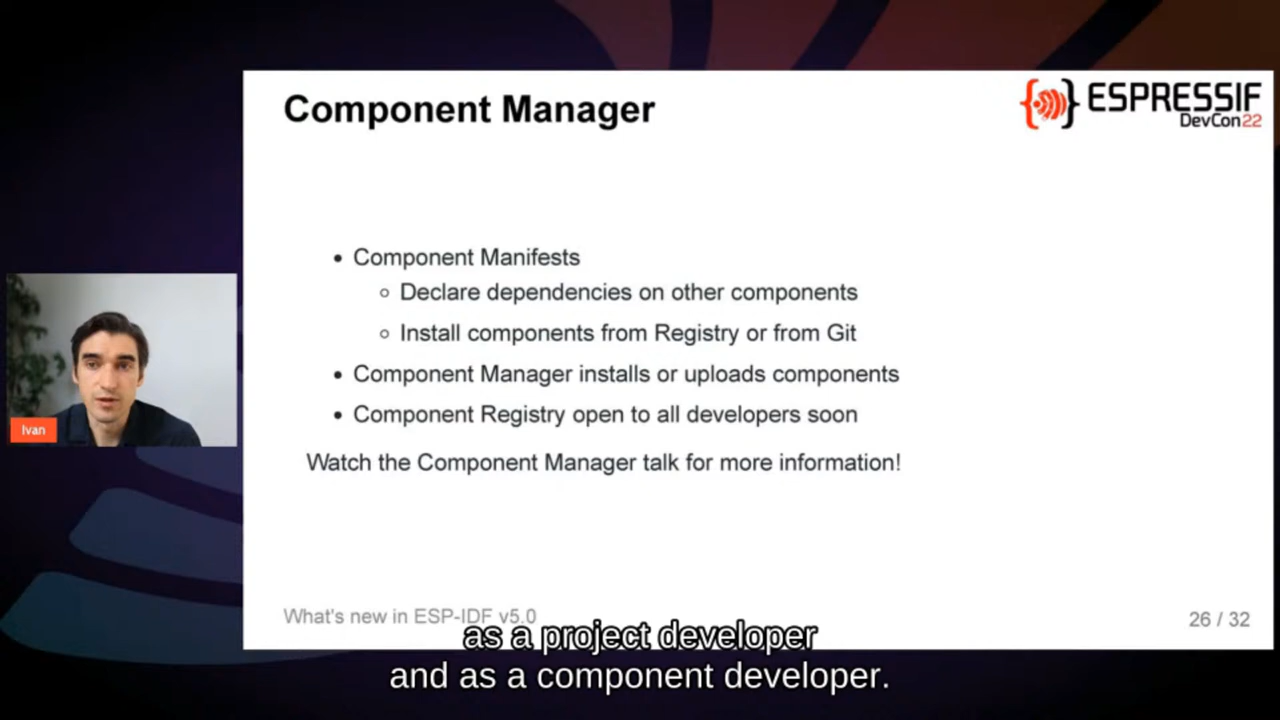 Component Manager
ESPRESSIF
DevCon22
• Component Manifests
○ Declare dependencies on other components
○ Install components from Registry or from Git
• Component Manager installs or uploads components
• Component Registry open to all developers soon
Watch the Component Manager talk for more information!
Ivan
What's new in ESP-IDF v5.0
26 / 32
as a project developer
and as a component developer.